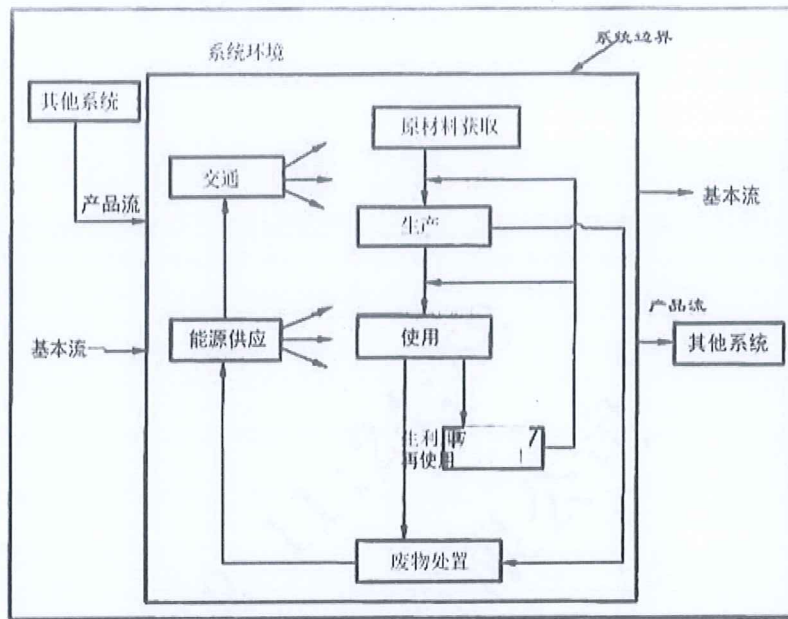 系统环境
系统边界
其他系统
原材料获取
交通
产品流
基本流
生产
产品流
能源供应
使用
基本流
其他系统
生利
再使用
废物处置